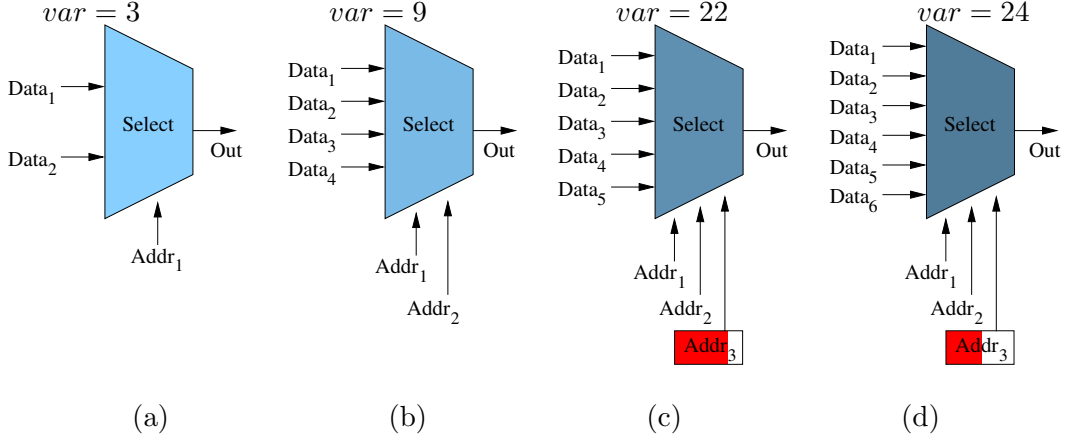 var = 3
Data1
Data2
Select
Out
Addr1
(a)
var = 9
Data1
Data2
Data3
Data4
Select
Out
Addr1
Addr2
(b)
var = 22
Data1
Data2
Data3
Data4
Data5
Select
Out
Addr1
Addr2
Addr3
(c)
var = 24
Data1
Data2
Data3
Data4
Data5
Data6
Select
Out
Addr1
Addr2
Addr3
(d)